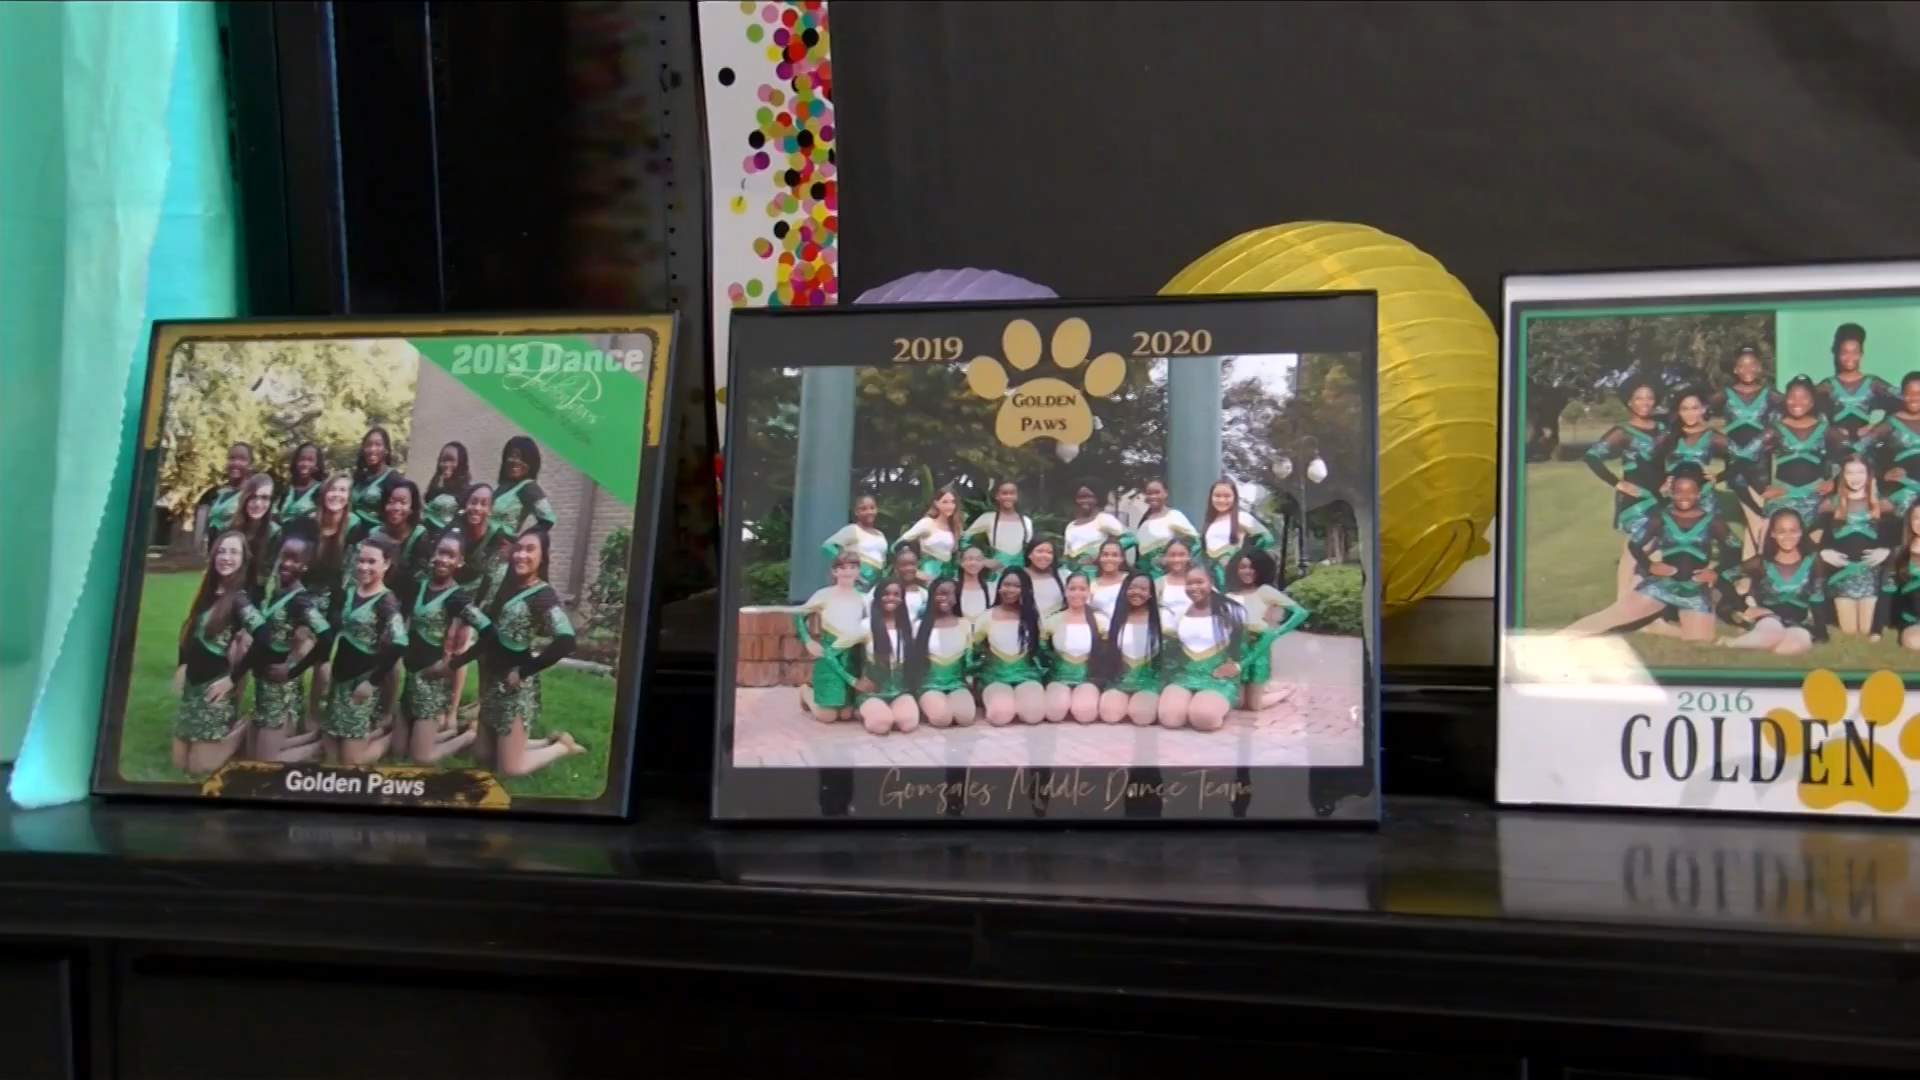 2013 Dance
Golden Paws
2019
2020
GOLDEN
PAWS
Gonzales Middle Dance Team
2016
GOLDEN